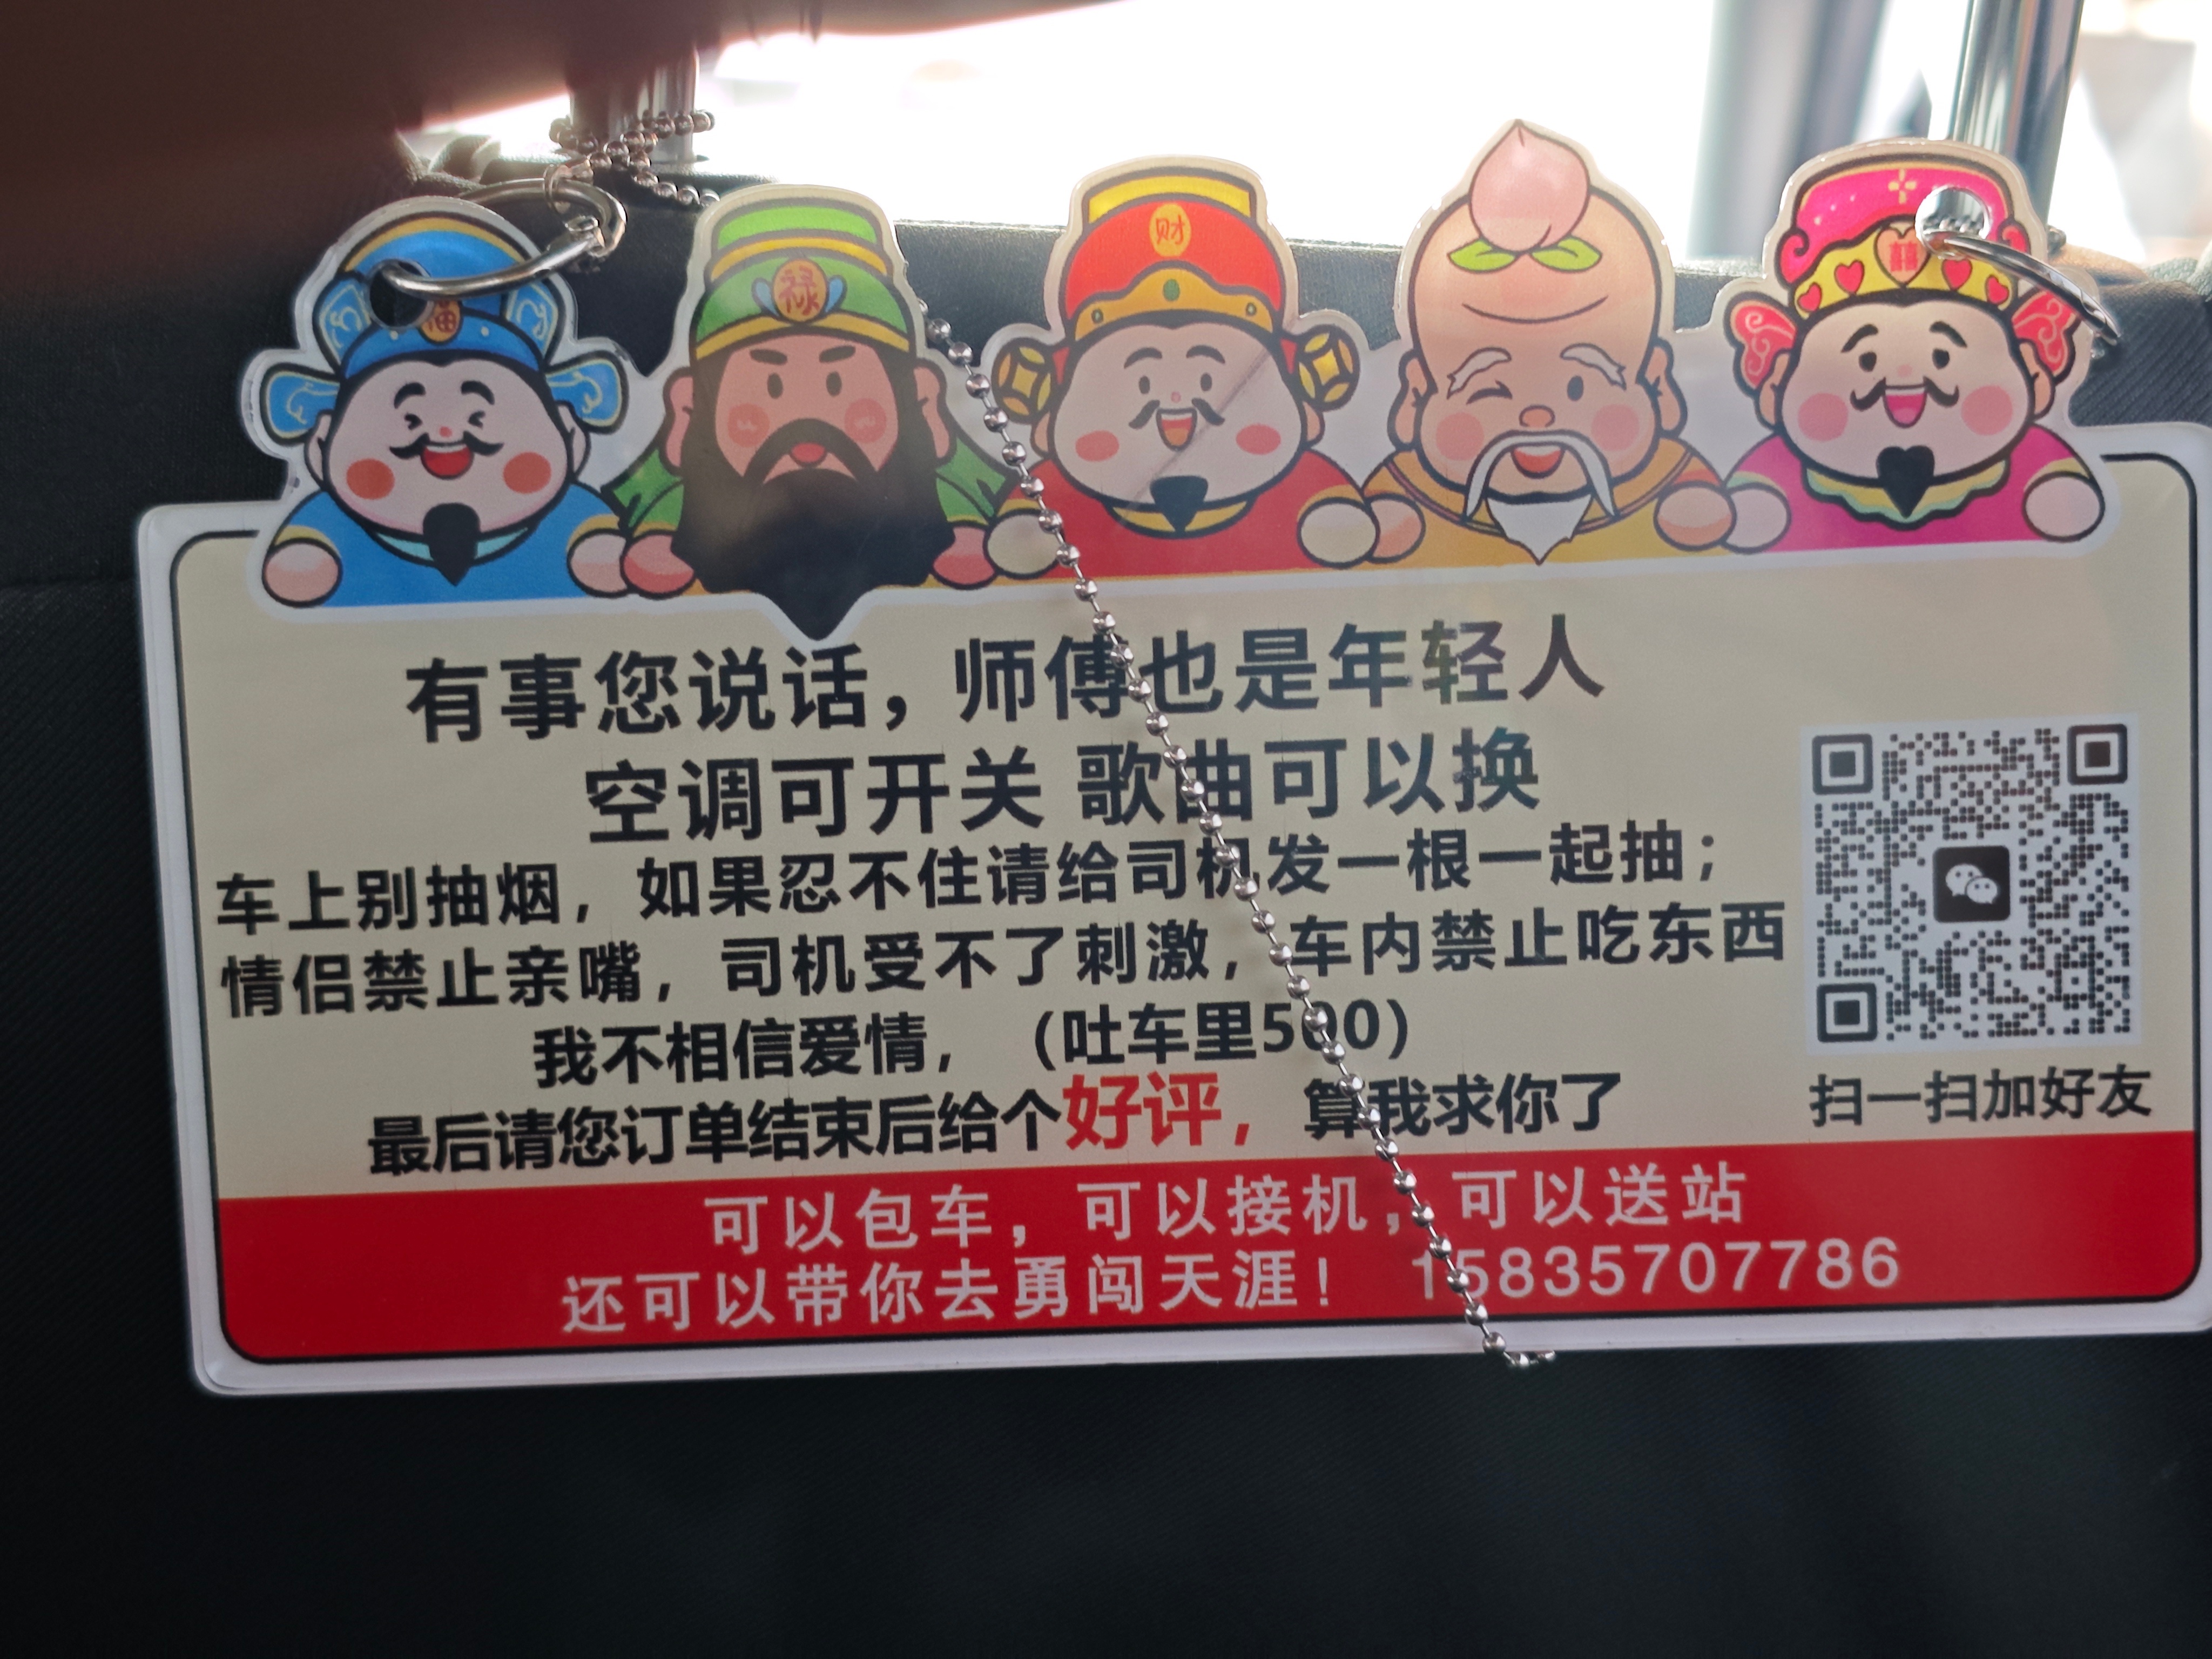 福 禄 财 囍
有事您说话，师傅也是年轻人
空调可开关 歌曲可以换
车上别抽烟，如果忍不住请给司机发一根一起抽；
情侣禁止亲嘴，司机受不了刺激，车内禁止吃东西
我不相信爱情，（吐车里500）
最后请您订单结束后给个好评，算我求你了
扫一扫加好友
可以包车，可以接机，可以送站
还可以带你去勇闯天涯！ 15835707786